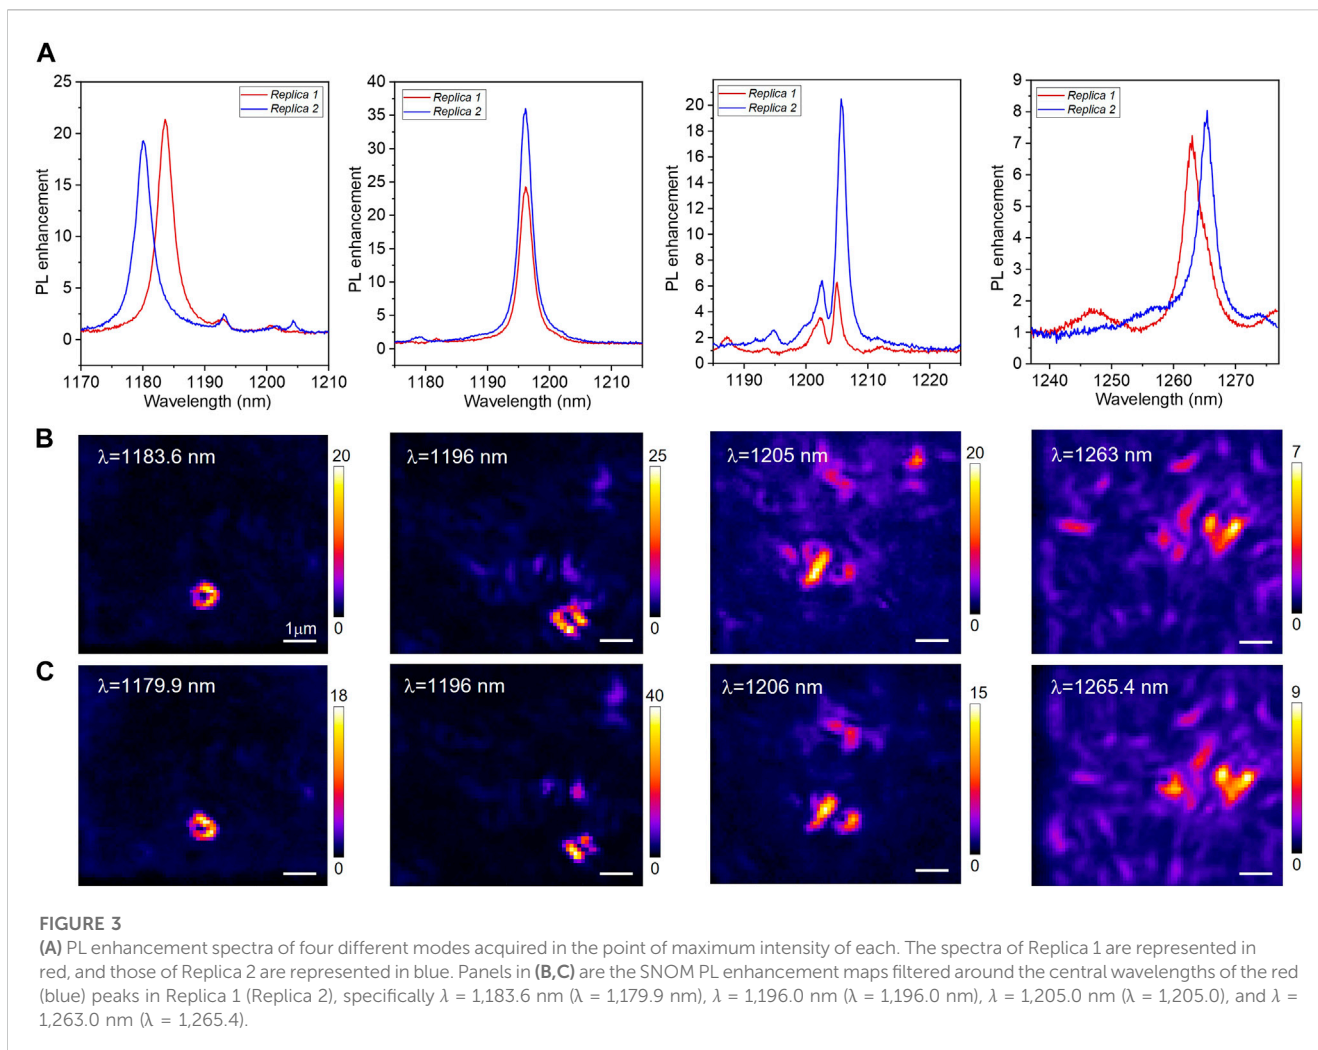 A
25
20
15
10
5
0
1170
1180
1190
1200
1210
PL enhancement
Wavelength (nm)
Replica 1
Replica 2
40
35
30
25
20
15
10
5
0
1180
1190
1200
1210
PL enhancement
Wavelength (nm)
Replica 1
Replica 2
20
18
16
14
12
10
8
6
4
2
0
1190
1200
1210
1220
PL enhancement
Wavelength (nm)
Replica 1
Replica 2
9
8
7
6
5
4
3
2
1
0
1240
1250
1260
1270
PL enhancement
Wavelength (nm)
Replica 1
Replica 2
B
λ=1183.6 nm
1μm
20
0
λ=1196 nm
25
0
λ=1205 nm
20
0
λ=1263 nm
7
0
C
λ=1179.9 nm
18
0
λ=1196 nm
40
0
λ=1206 nm
15
0
λ=1265.4 nm
9
0
FIGURE 3
(A) PL enhancement spectra of four different modes acquired in the point of maximum intensity of each. The spectra of Replica 1 are represented in
red, and those of Replica 2 are represented in blue. Panels in (B,C) are the SNOM PL enhancement maps filtered around the central wavelengths of the red
(blue) peaks in Replica 1 (Replica 2), specifically λ = 1,183.6 nm (λ = 1,179.9 nm), λ = 1,196.0 nm (λ = 1,196.0 nm), λ = 1,205.0 nm (λ = 1,205.0), and λ =
1,263.0 nm (λ = 1,265.4).